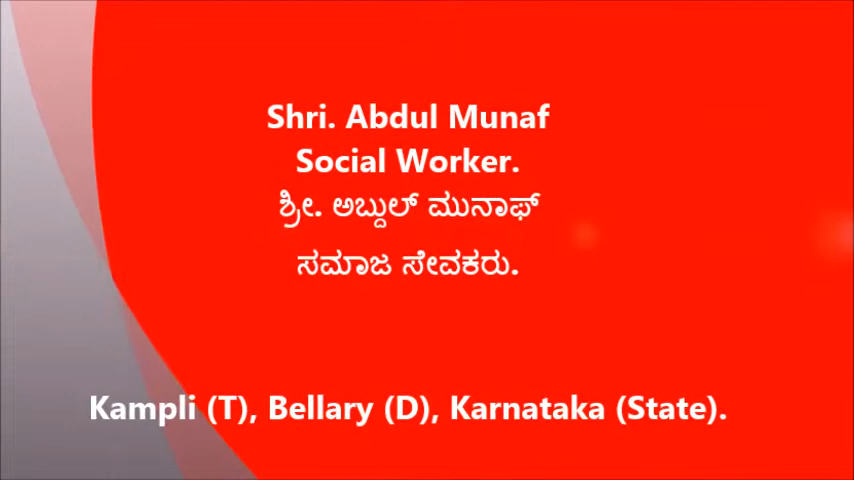 Shri. Abdul Munaf
Social Worker.
ಶ್ರೀ. ಅಬ್ದುಲ್ ಮುನಾಫ್
ಸಮಾಜ ಸೇವಕರು.
Kampli (T), Bellary (D), Karnataka (State).